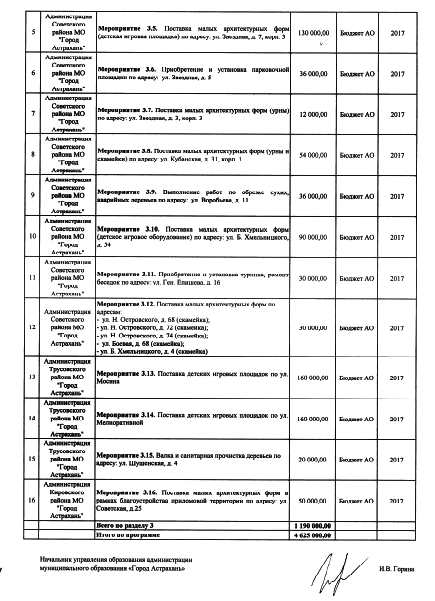 5
Администрация
Советского
района МО
"Город
Астрахань"
Мероприятие 3.5. Поставка малых архитектурных форм
(детская игровая площадка) по адресу: ул. Звездная, д. 7, корп. 3
130 000,00
Бюджет АО
2017
6
Администрация
Советского
района МО
"Город
Астрахань"
Мероприятие 3.6. Приобретение и установка парковочной
площадки по адресу: ул. Звездная, д. 5
36 000,00
Бюджет АО
2017
7
Администрация
Советского
района МО
"Город
Астрахань"
Мероприятие 3.7. Поставка малых архитектурных форм (урны)
по адресу: ул. Звездная, д. 3, корп. 3
12 000,00
Бюджет АО
2017
8
Администрация
Советского
района МО
"Город
Астрахань"
Мероприятие 3.8. Поставка малых архитектурных форм (урны и
скамейки) по адресу: ул. Кубанская, д. 31, корп. 1
54 000,00
Бюджет АО
2017
9
Администрация
Советского
района МО
"Город
Астрахань"
Мероприятие 3.9. Выполнение работ по обрезке сухих,
аварийных деревьев по адресу: ул. Воробьева, д. 11
36 000,00
Бюджет АО
2017
10
Администрация
Советского
района МО
"Город
Астрахань"
Мероприятие 3.10. Поставка малых архитектурных форм
(детское игровое оборудование) по адресу: ул. Б. Хмельницкого,
д. 34
90 000,00
Бюджет АО
2017
11
Администрация
Советского
района МО
"Город
Астрахань"
Мероприятие 3.11. Приобретение и установка турника, ремонт
беседок по адресу: ул. Ген. Епишева, д. 16
30 000,00
Бюджет АО
2017
12
Администрация
Советского
района МО
"Город
Астрахань"
Мероприятие 3.12. Поставка малых архитектурных форм по
адресам:
- ул. Н. Островского, д. 68 (скамейка);
- ул. Н. Островского, д. 72 (скамейка);
- ул. Н. Островского, д. 74 (скамейка);
- ул. Боевая, д. 68 (скамейка);
- ул. Б. Хмельницкого, д. 4 (скамейка)
30 000,00
Бюджет АО
2017
13
Администрация
Трусовского
района МО
"Город
Астрахань"
Мероприятие 3.13. Поставка детских игровых площадок по ул.
Мосина
160 000,00
Бюджет АО
2017
14
Администрация
Трусовского
района МО
"Город
Астрахань"
Мероприятие 3.14. Поставка детских игровых площадок по ул.
Мелиоративной
160 000,00
Бюджет АО
2017
15
Администрация
Трусовского
района МО
"Город
Астрахань"
Мероприятие 3.15. Валка и санитарная прочистка деревьев по
адресу: ул. Шушенская, д. 4
20 000,00
Бюджет АО
2017
16
Администрация
Кировского
района МО
"Город
Астрахань"
Мероприятие 3.16. Поставка малых архитектурных форм в
рамках благоустройства придомовой территории по адресу: ул
Советская, д.25
50 000,00
Бюджет АО
2017
Всего по разделу 3
1 190 000,00
Итого по программе
4 625 000,00
Начальник управления образования администрации
муниципального образования «Город Астрахань»
И.В. Горина